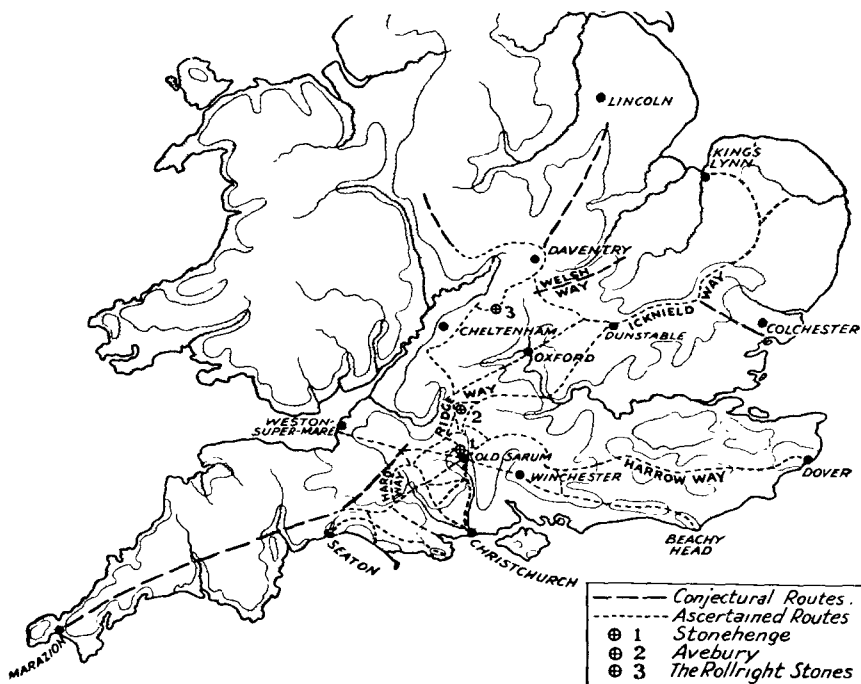 LINCOLN
KING'S
LYNN
DAVENTRY
WELSH
WAY
3
CHELTENHAM
ICKNIELD WAY
DUNSTABLE
COLCHESTER
OXFORD
RIDGE WAY
2
WESTON-
SUPER-MARE
1
OLD SARUM
HARD
WAY
WINCHESTER
HARROW WAY
DOVER
BEACHY
HEAD
SEATON
CHRISTCHURCH
MARAZION
Conjectural Routes.
Ascertained Routes
1 Stonehenge
2 Avebury
3 The Rollright Stones